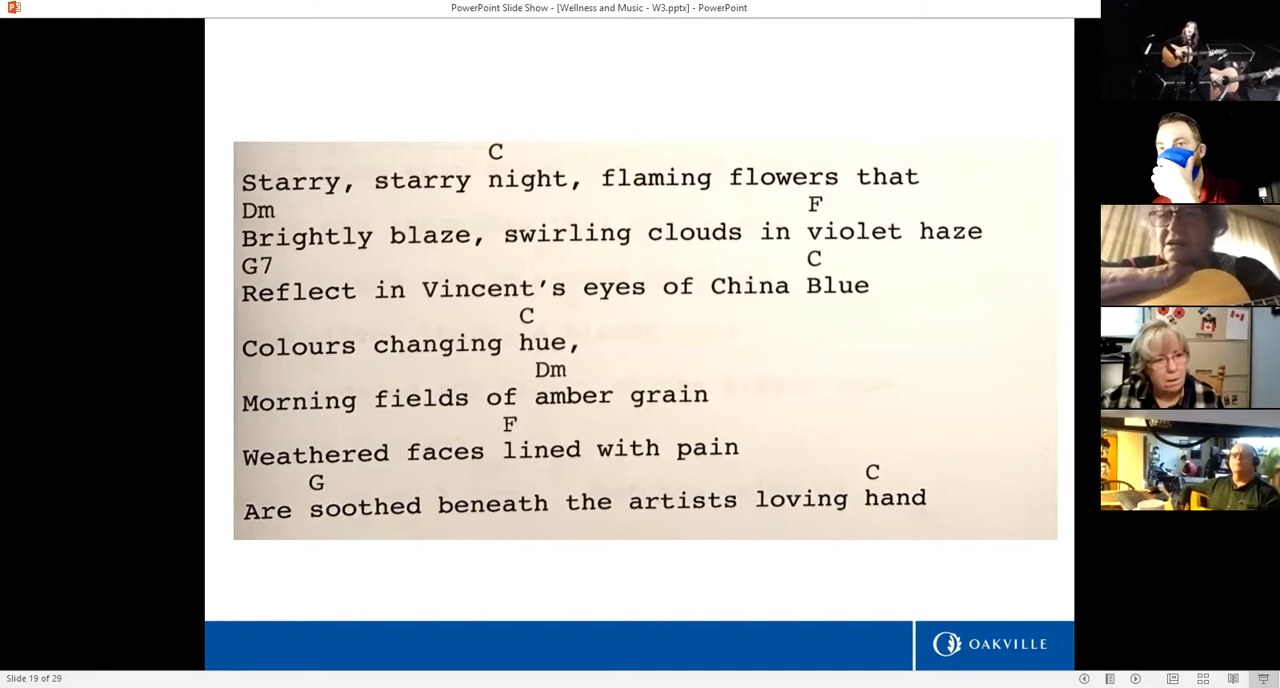 PowerPoint Slide Show - [Wellness and Music - W3.pptx] - PowerPoint
C
Starry, starry night, flaming flowers that
Dm F
Brightly blaze, swirling clouds in violet haze
G7 C
Reflect in Vincent's eyes of China Blue
C
Colours changing hue,
Dm
Morning fields of amber grain
F
Weathered faces lined with pain
G C
Are soothed beneath the artists loving hand
OAKVILLE
Slide 19 of 29